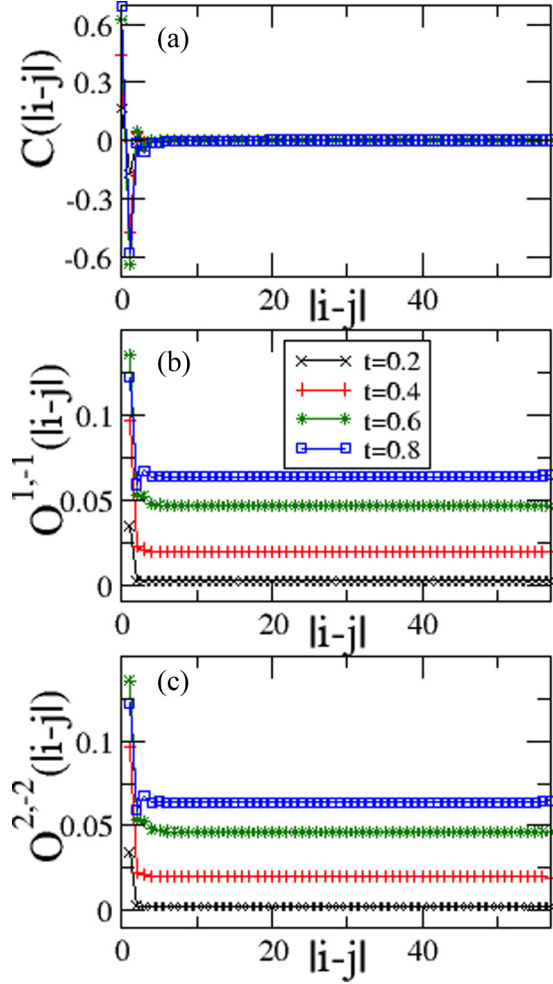 (a)
C(|i-j|)
0.6
0.3
0
-0.3
-0.6
0
20
40
|i-j|
(b)
O^{1,-1}(|i-j|)
0.1
0.05
0
t=0.2
t=0.4
t=0.6
t=0.8
0
20
40
|i-j|
(c)
O^{2,-2}(|i-j|)
0.1
0.05
0
0
20
40
|i-j|